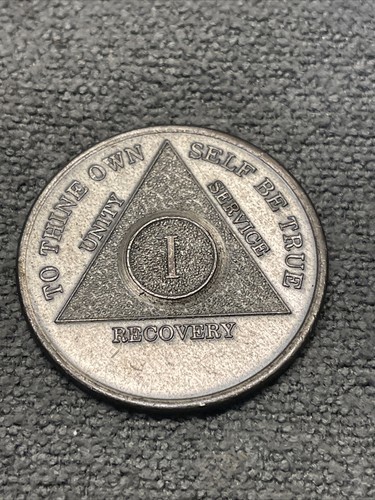 TO THINE OWN SELF BE TRUE
UNITY
SERVICE
I
RECOVERY